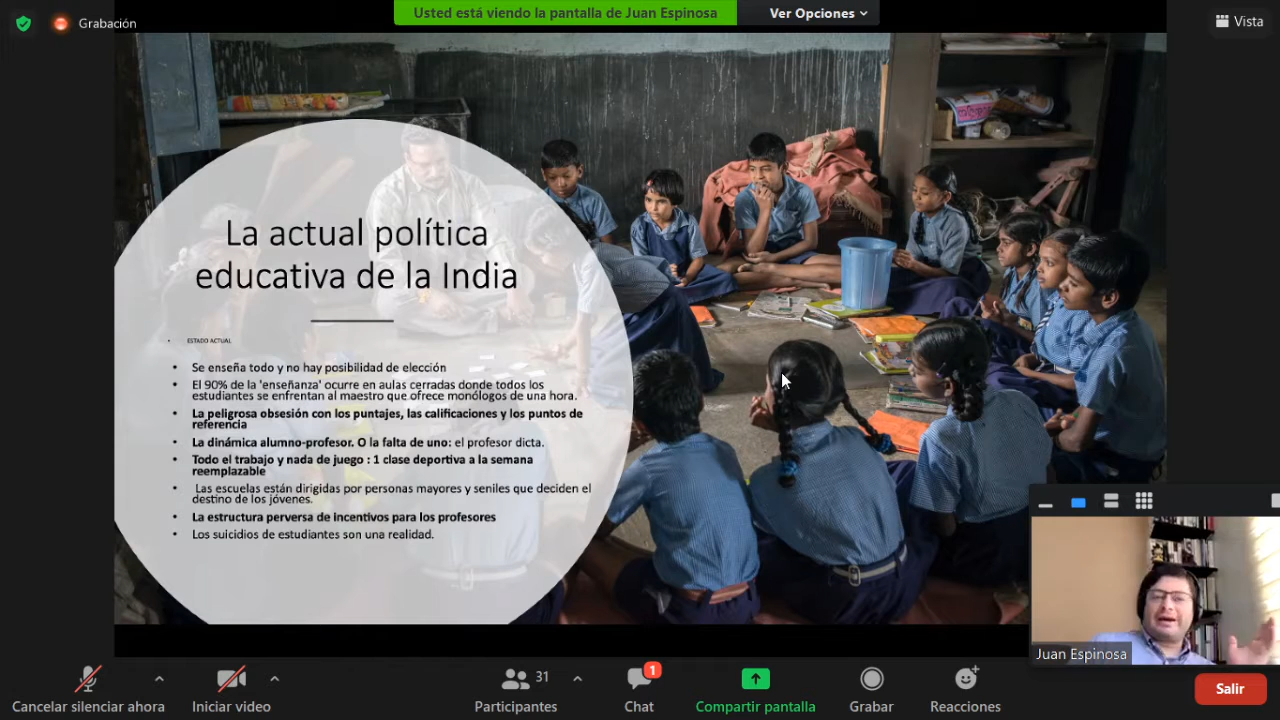 Grabación
Usted está viendo la pantalla de Juan Espinosa
Ver Opciones
Vista
La actual política
educativa de la India
• ESTADO ACTUAL
• Se enseña todo y no hay posibilidad de elección
• El 90% de la 'enseñanza' ocurre en aulas cerradas donde todos los
estudiantes se enfrentan al maestro que ofrece monólogos de una hora.
• La peligrosa obsesión con los puntajes, las calificaciones y los puntos de
referencia
• La dinámica alumno-profesor. O la falta de uno: el profesor dicta.
• Todo el trabajo y nada de juego : 1 clase deportiva a la semana
reemplazable
• Las escuelas están dirigidas por personas mayores y seniles que deciden el
destino de los jóvenes.
• La estructura perversa de incentivos para los profesores
• Los suicidios de estudiantes son una realidad.
Juan Espinosa
Cancelar silenciar ahora
Iniciar video
31
Participantes
1
Chat
Compartir pantalla
Grabar
Reacciones
Salir